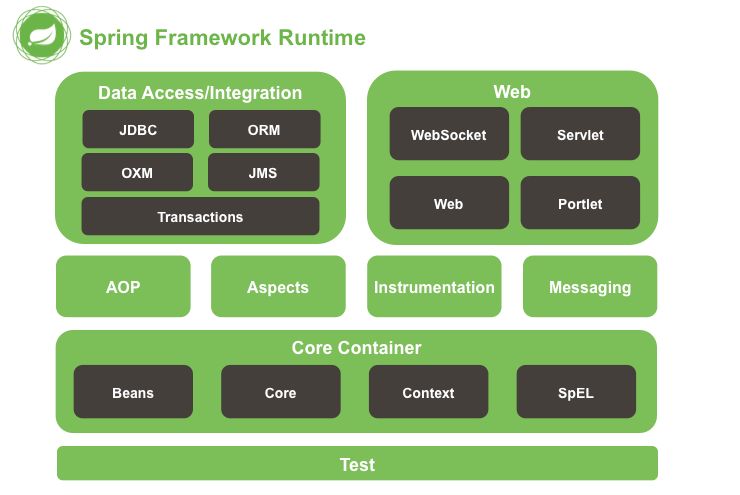 Spring Framework Runtime
Data Access/Integration
JDBC
ORM
OXM
JMS
Transactions
Web
WebSocket
Servlet
Web
Portlet
AOP
Aspects
Instrumentation
Messaging
Core Container
Beans
Core
Context
SpEL
Test